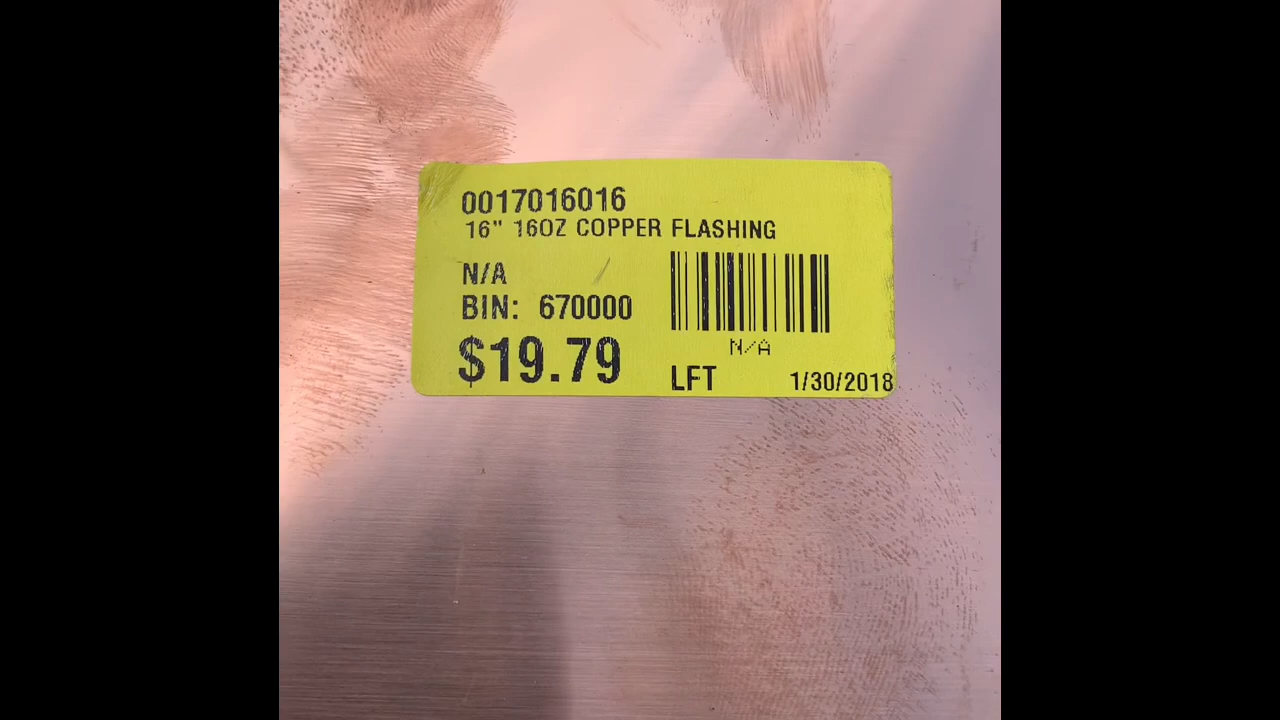 0017016016
16" 16OZ COPPER FLASHING
N/A
BIN: 670000
N/A
$19.79
LFT 1/30/2018